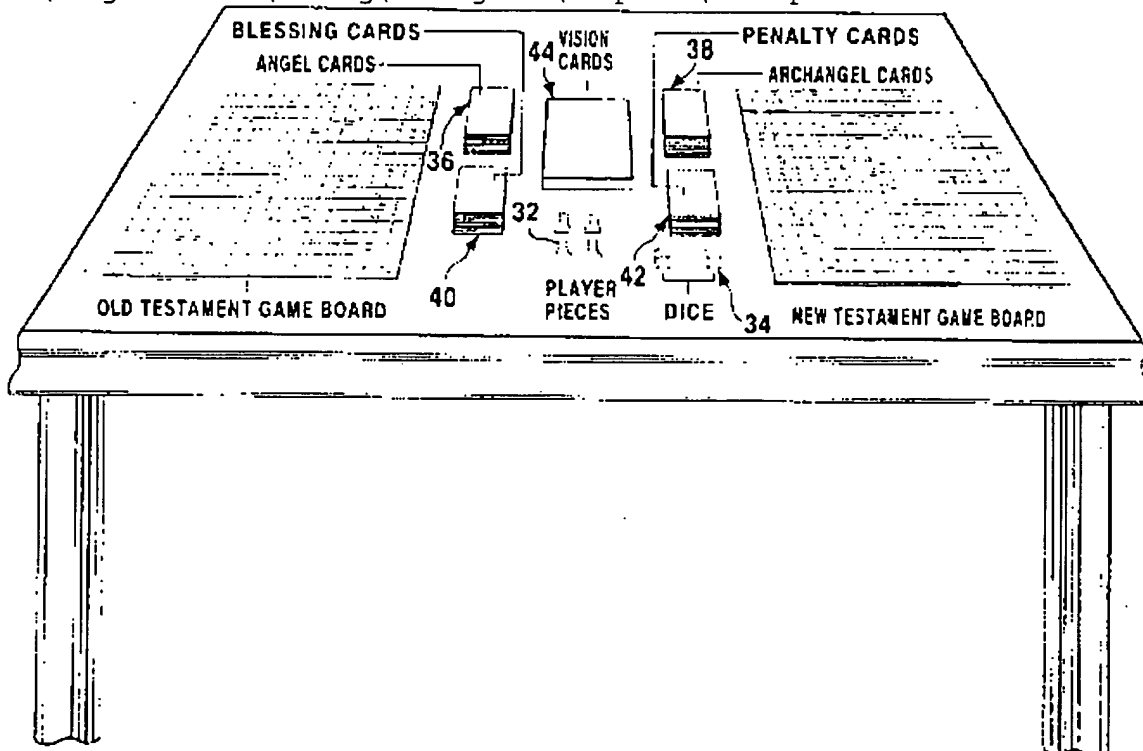 BLESSING CARDS
44 VISION CARDS
PENALTY CARDS
ANGEL CARDS
38
ARCHANGEL CARDS
36
32
40
42
PLAYER PIECES
DICE
34
OLD TESTAMENT GAME BOARD
NEW TESTAMENT GAME BOARD